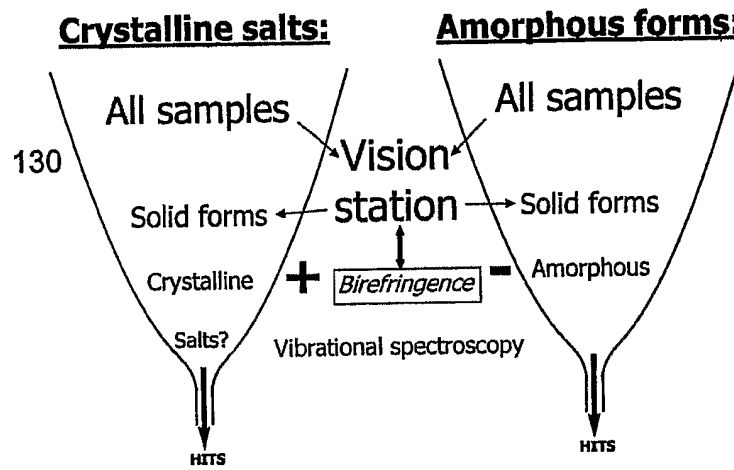 Crystalline salts:
Amorphous forms:
All samples
All samples
130
Vision
station
Solid forms
Solid forms
Crystalline
+
Birefringence
-
Amorphous
Salts?
Vibrational spectroscopy
HITS
HITS